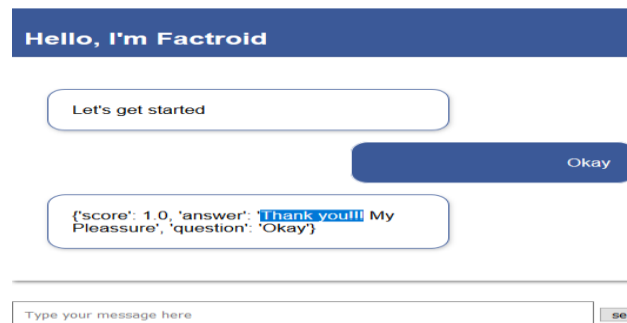 Hello, I'm Factroid
Let's get started
Okay
{'score': 1.0, 'answer': 'Thank you!!! My
Pleassure', 'question': 'Okay'}
Type your message here
se